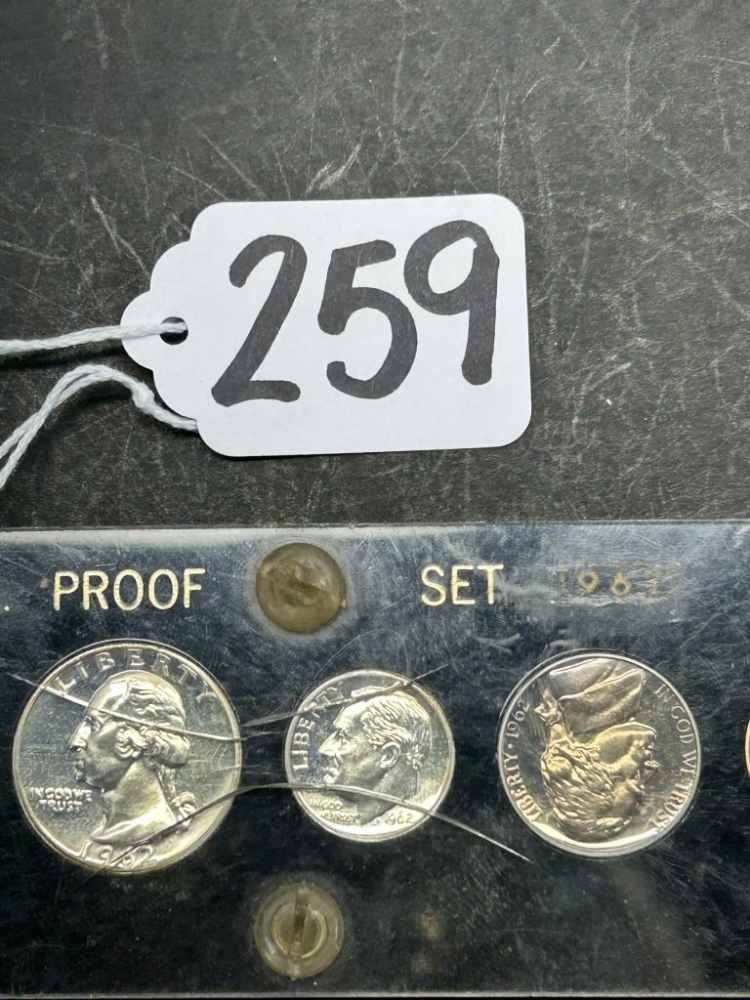 259
PROOF SET 1962
LIBERTY
IN GOD WE
TRUST
1962
LIBERTY
IN GOD
WE TRUST
1962
IN GOD WE TRUST
LIBERTY · 1962